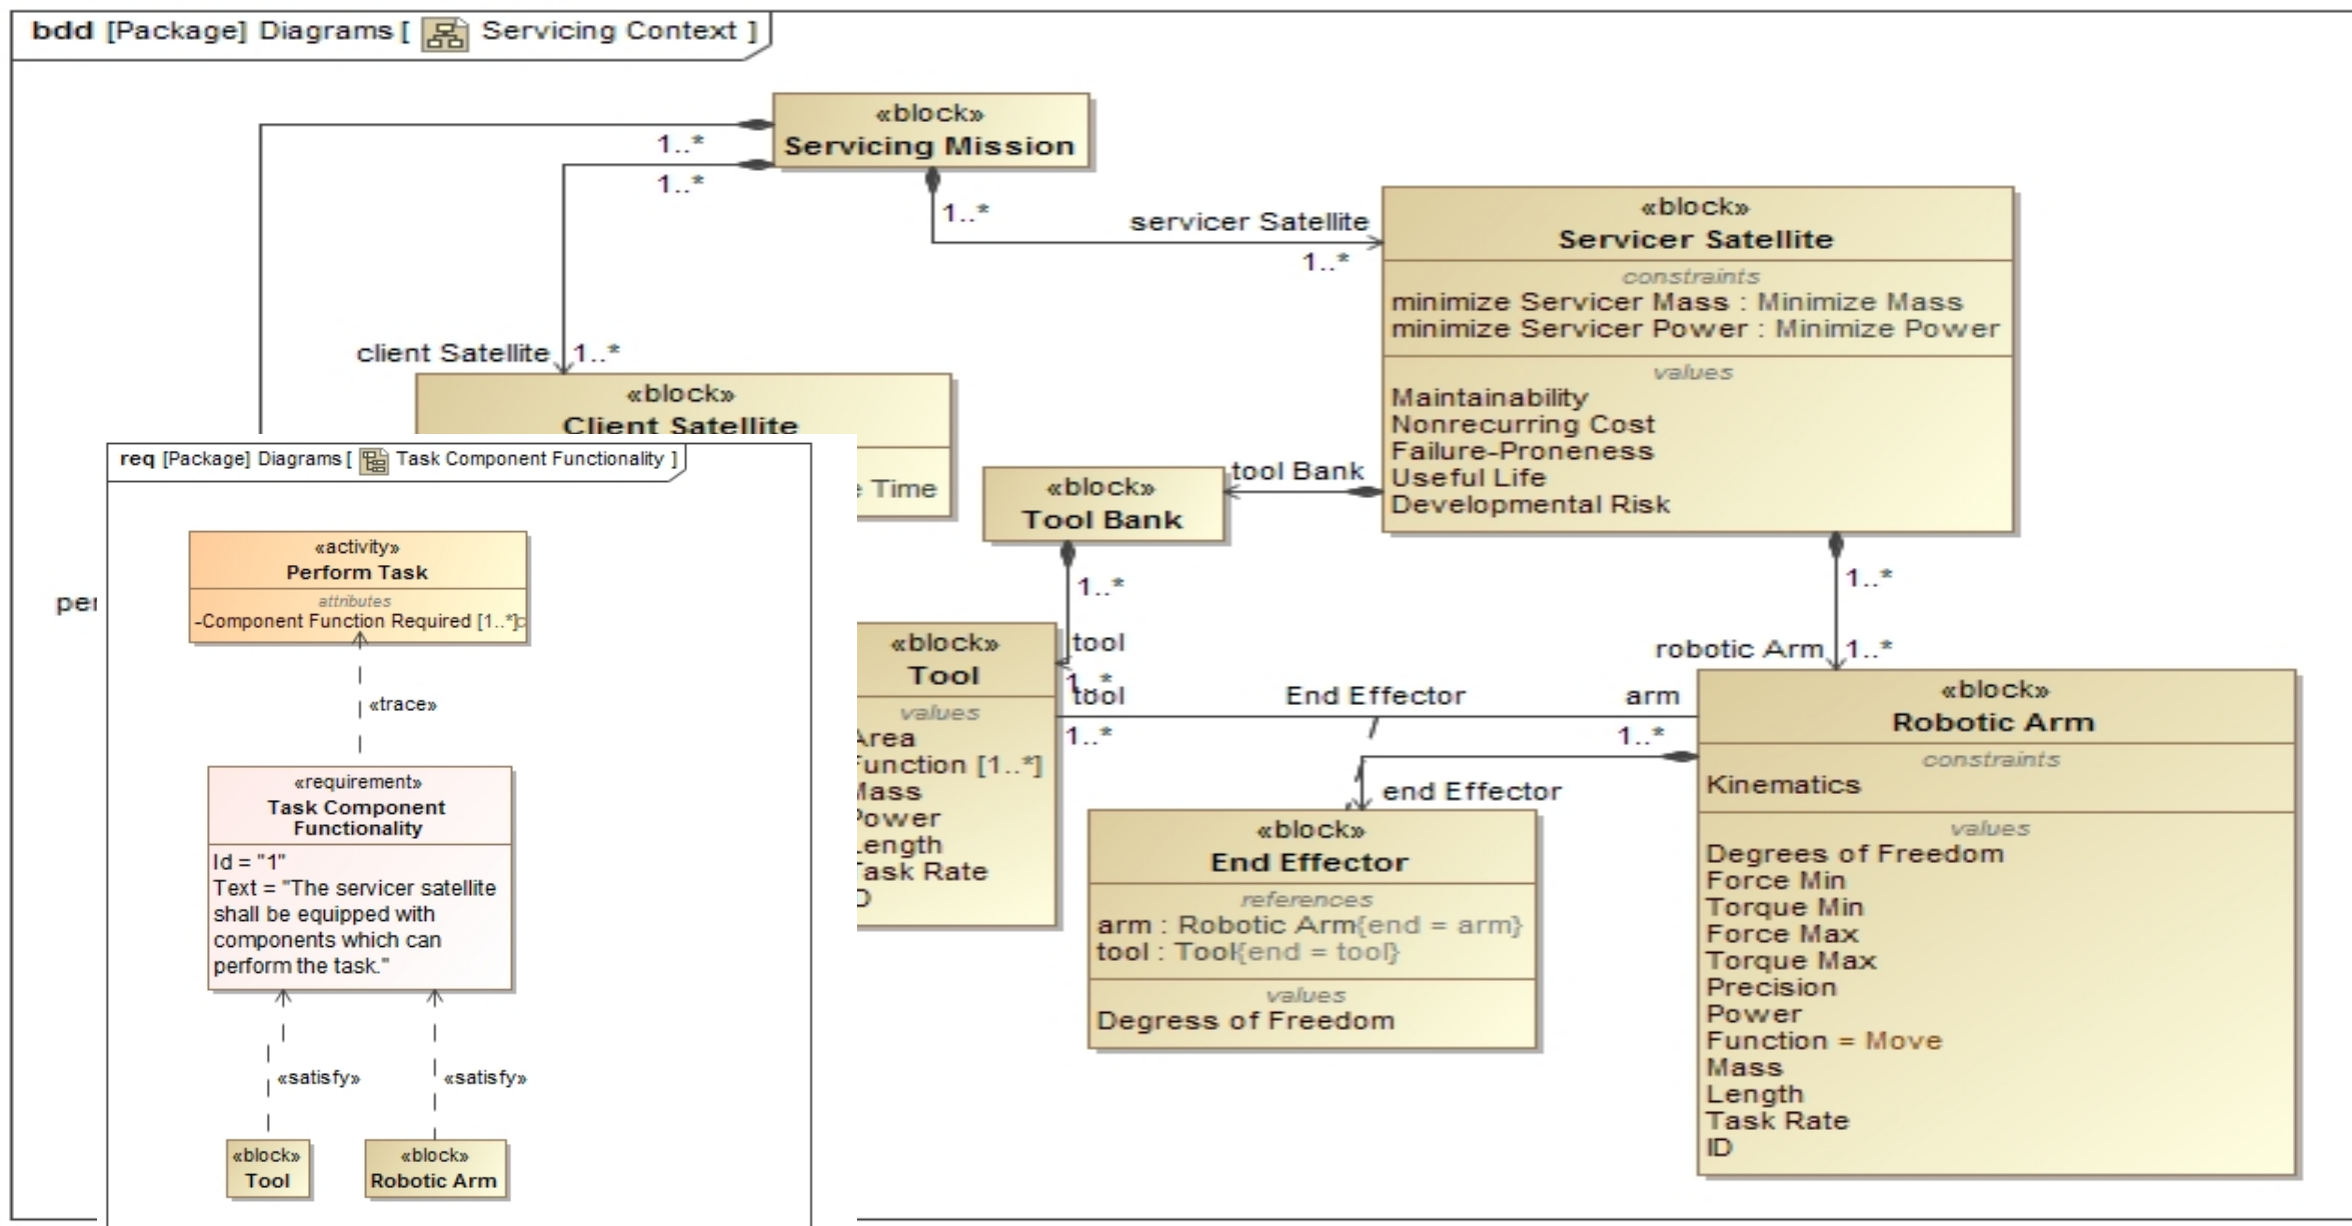 bdd [Package] Diagrams [ Servicing Context ]
«block»
Servicing Mission
1..*
1..*
1..*
servicer Satellite
1..*
«block»
Servicer Satellite
constraints
minimize Servicer Mass : Minimize Mass
minimize Servicer Power : Minimize Power
values
Maintainability
Nonrecurring Cost
Failure-Proneness
Useful Life
Developmental Risk
client Satellite
1..*
«block»
Client Satellite
Time
tool Bank
«block»
Tool Bank
1..*
tool
1..*
«block»
Tool
values
Area
Function [1..*]
Mass
Power
Length
Task Rate
tool
1..*
End Effector
arm
1..*
1..*
robotic Arm
1..*
end Effector
«block»
End Effector
references
arm : Robotic Arm{end = arm}
tool : Tool{end = tool}
values
Degress of Freedom
«block»
Robotic Arm
constraints
Kinematics
values
Degrees of Freedom
Force Min
Torque Min
Force Max
Torque Max
Precision
Power
Function = Move
Mass
Length
Task Rate
ID
req [Package] Diagrams [ Task Component Functionality ]
«activity»
Perform Task
attributes
-Component Function Required [1..*]
«trace»
«requirement»
Task Component
Functionality
Id = "1"
Text = "The servicer satellite
shall be equipped with
components which can
perform the task."
«satisfy»
«satisfy»
«block»
Tool
«block»
Robotic Arm